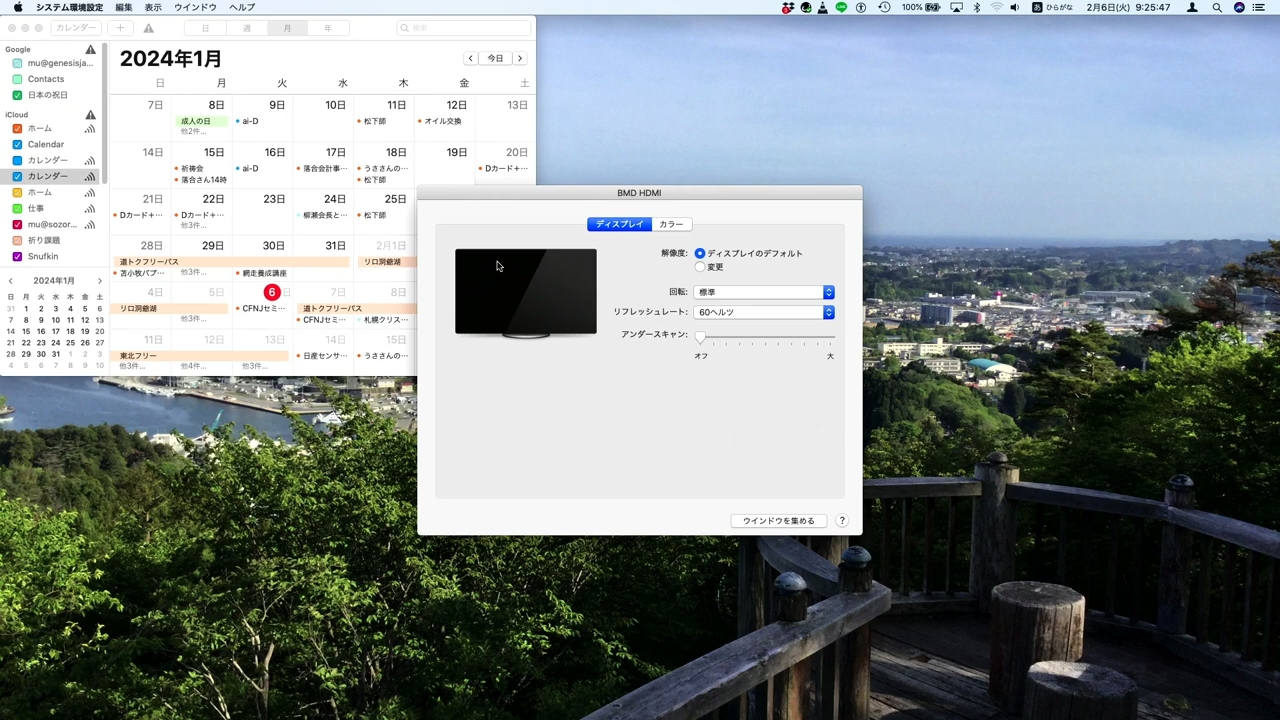 システム環境設定 編集 表示 ウインドウ ヘルプ 100% あ ひらがな 2月6日(火) 9:25:47
カレンダー + 日 週 月 年 検索
Google
mu@genesisja...
Contacts
日本の祝日
iCloud
ホーム
Calendar
カレンダー
カレンダー
ホーム
仕事
mu@sozor...
祈り課題
Snufkin
2024年1月
日 月 火 水 木 金 土
31 1 2 3 4 5 6
7 8 9 10 11 12 13
14 15 16 17 18 19 20
21 22 23 24 25 26 27
28 29 30 31 1 2 3
4 5 6 7 8 9 10
2024年1月 今日
日 月 火 水 木 金 土
7日 8日 9日 10日 11日 12日 13日
成人の日 ai-D 松下師 オイル交換
他2件...
14日 15日 16日 17日 18日 19日 20日
祈祷会 ai-D 落合会計事… うささんの… Dカード+…
落合さん14時 松下師
21日 22日 23日 24日 25日
Dカード+… Dカード+… 柳瀬会長と… 松下師
他3件...
28日 29日 30日 31日 2月1日
道トクフリーパス リロ洞爺湖
苫小牧パプ… 他3件... 網走養成講座
4日 5日 6日 7日 8日
リロ洞爺湖 CFNJセミ… 道トクフリーパス
他3件... CFNJセミ… 札幌クリス…
11日 12日 13日 14日 15日
東北フリー 日産センサ… うささんの…
他3件... 他4件... 他3件...
BMD HDMI
ディスプレイ カラー
解像度: ディスプレイのデフォルト
変更
回転: 標準
リフレッシュレート: 60ヘルツ
アンダースキャン:
オフ 大
ウインドウを集める ?